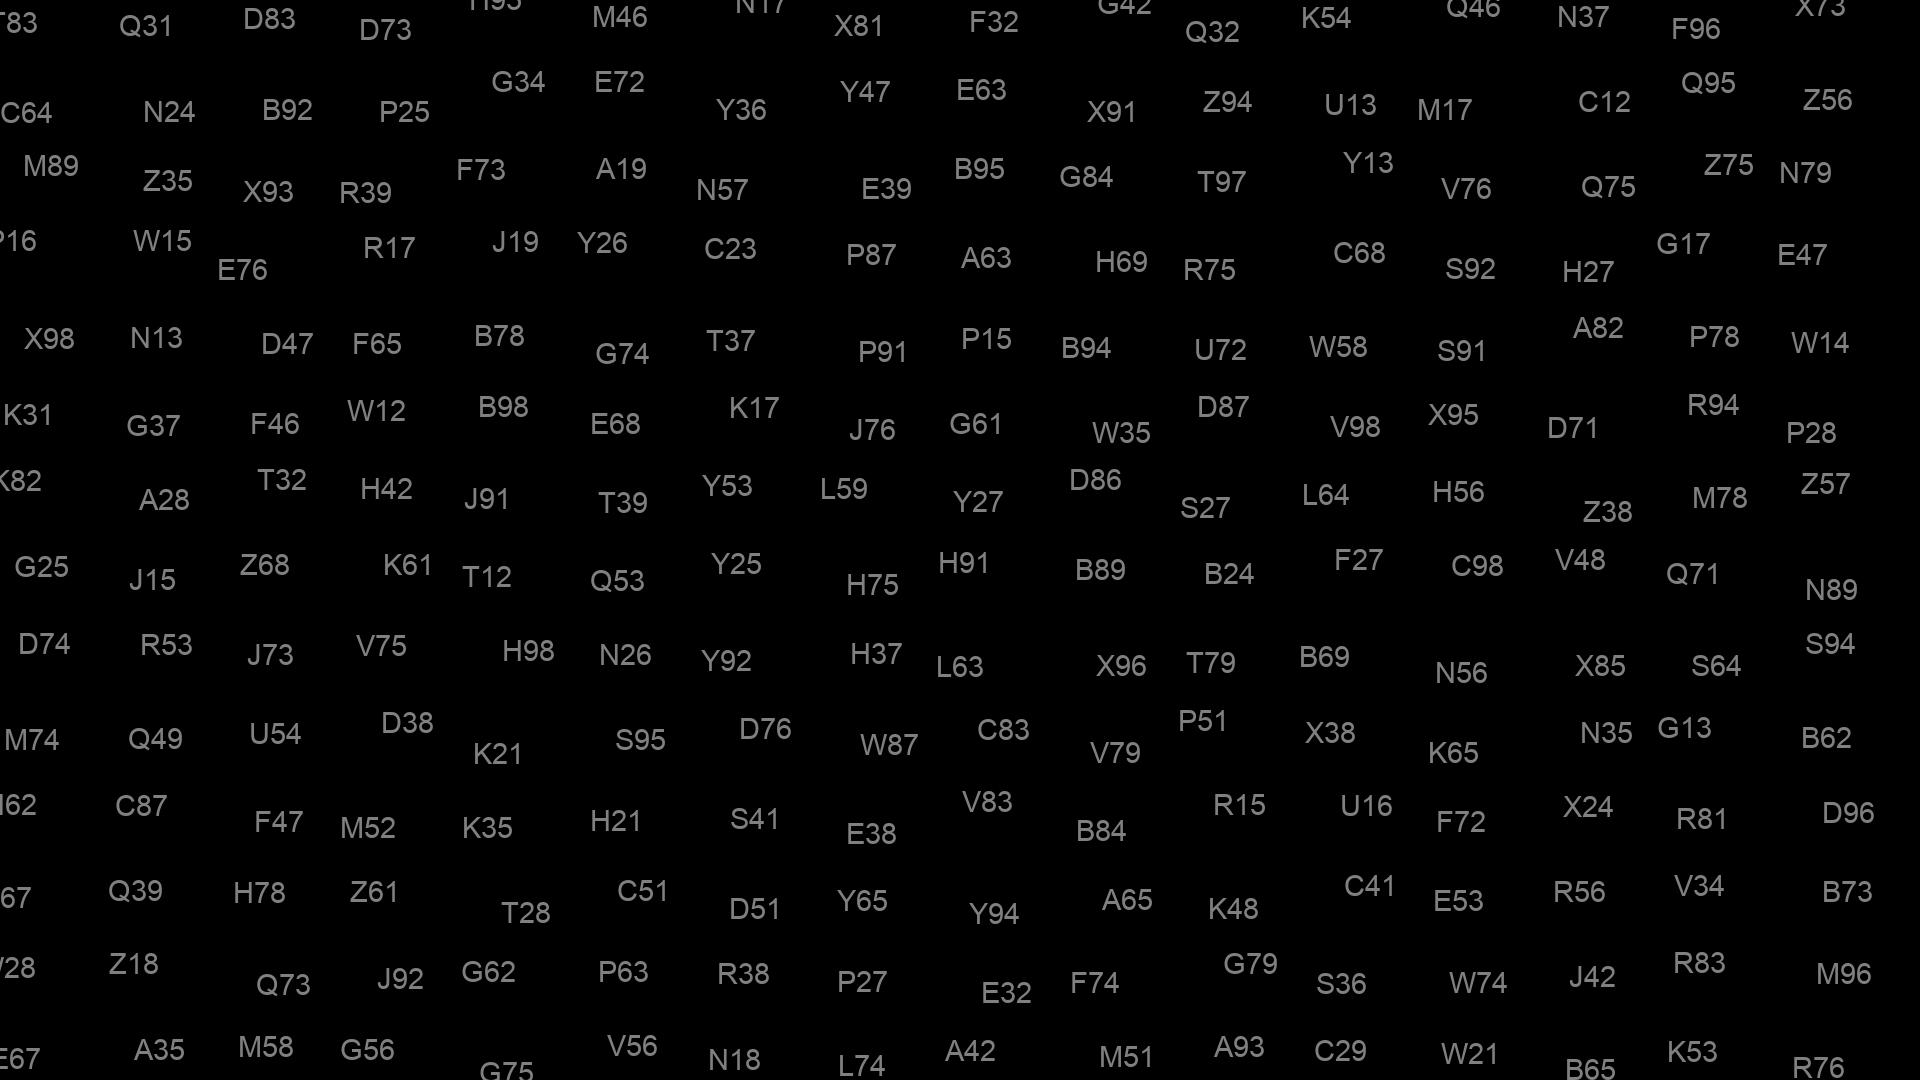 Q31 D83 D73 H95 M46 N17 X81 F32 G42 Q32 K54 Q46 N37 F96 X73
C64 N24 B92 P25 G34 E72 Y36 Y47 E63 X91 Z94 U13 M17 C12 Q95 Z56
M89 Z35 X93 R39 F73 A19 N57 E39 B95 G84 T97 Y13 V76 Q75 Z75 N79
P16 W15 E76 R17 J19 Y26 C23 P87 A63 H69 R75 C68 S92 H27 G17 E47
X98 N13 D47 F65 B78 G74 T37 P91 P15 B94 U72 W58 S91 A82 P78 W14
K31 G37 F46 W12 B98 E68 K17 J76 G61 W35 D87 V98 X95 D71 R94 P28
K82 A28 T32 H42 J91 T39 Y53 L59 Y27 D86 S27 L64 H56 Z38 M78 Z57
G25 J15 Z68 K61 T12 Q53 Y25 H75 H91 B89 B24 F27 C98 V48 Q71 N89
D74 R53 J73 V75 H98 N26 Y92 H37 L63 X96 T79 B69 N56 X85 S64 S94
M74 Q49 U54 D38 K21 S95 D76 W87 C83 V79 P51 X38 K65 N35 G13 B62
C87 F47 M52 K35 H21 S41 E38 V83 B84 R15 U16 F72 X24 R81 D96
67 Q39 H78 Z61 T28 C51 D51 Y65 Y94 A65 K48 C41 E53 R56 V34 B73
Z18 Q73 J92 G62 P63 R38 P27 E32 F74 G79 S36 W74 J42 R83 M96
E67 A35 M58 G56 G75 V56 N18 L74 A42 M51 A93 C29 W21 B65 K53 R76